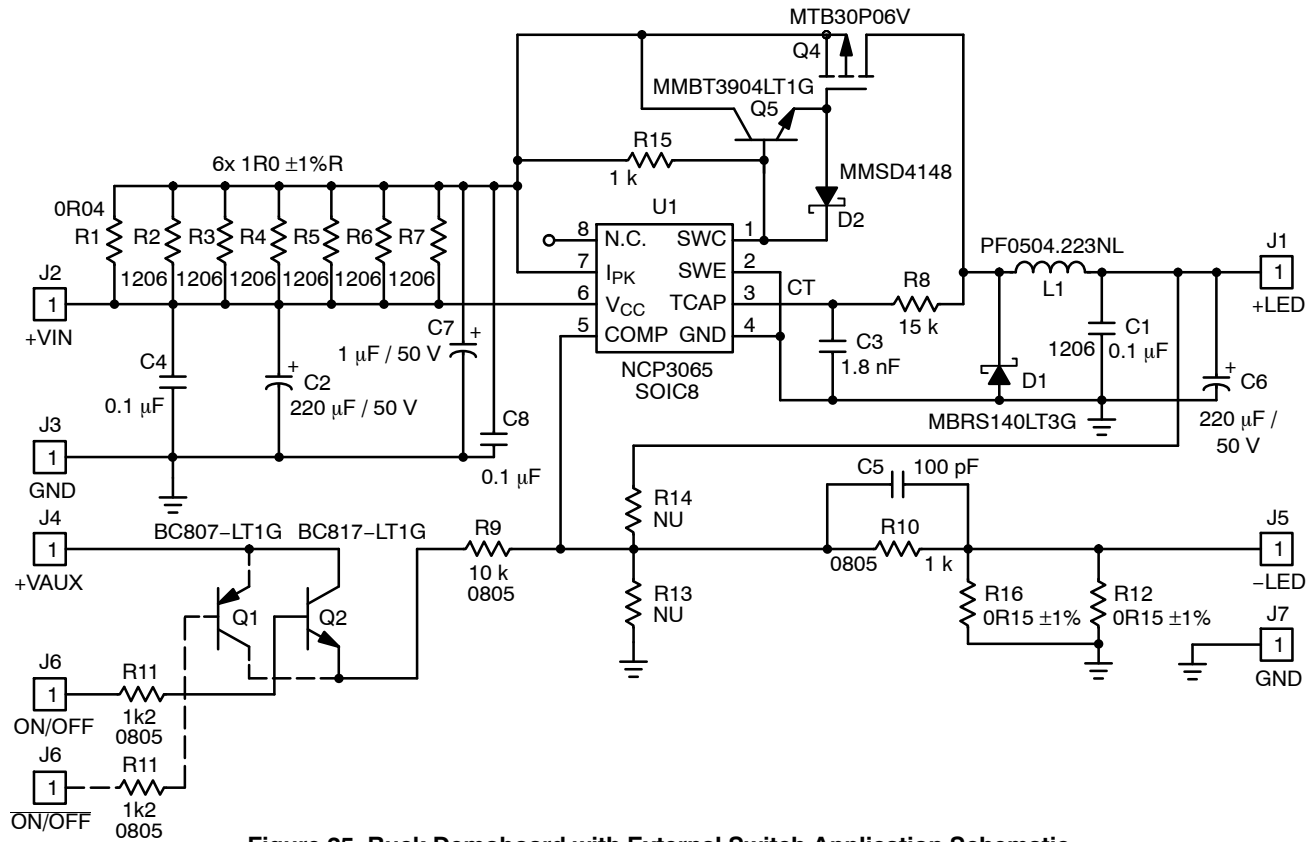 MTB30P06V
Q4
MMBT3904LT1G
Q5
R15
1 k
6x 1R0 ±1%R
MMSD4148
D2
0R04
R1
R2
R3
R4
R5
R6
R7
1206
1206
1206
1206
1206
1206
U1
8
N.C.
SWC
1
7
IPK
SWE
2
6
VCC
TCAP
3
5
COMP
GND
4
NCP3065
SOIC8
CT
R8
15 k
C3
1.8 nF
PF0504.223NL
L1
J1
1
+LED
J2
1
+VIN
C4
0.1 μF
+
C2
220 μF / 50 V
C7
+
1 μF / 50 V
C8
0.1 μF
D1
MBRS140LT3G
C1
1206
0.1 μF
+
C6
220 μF /
50 V
J3
1
GND
J4
1
+VAUX
BC807−LT1G
BC817−LT1G
Q1
Q2
R9
10 k
0805
R14
NU
R13
NU
C5
100 pF
R10
0805
1 k
R16
0R15 ±1%
R12
0R15 ±1%
J5
1
−LED
J7
1
GND
J6
1
ON/OFF
R11
1k2
0805
J6
1
ON/OFF
R11
1k2
0805
Figure 25. Buck Demoboard with External Switch Application Schematic